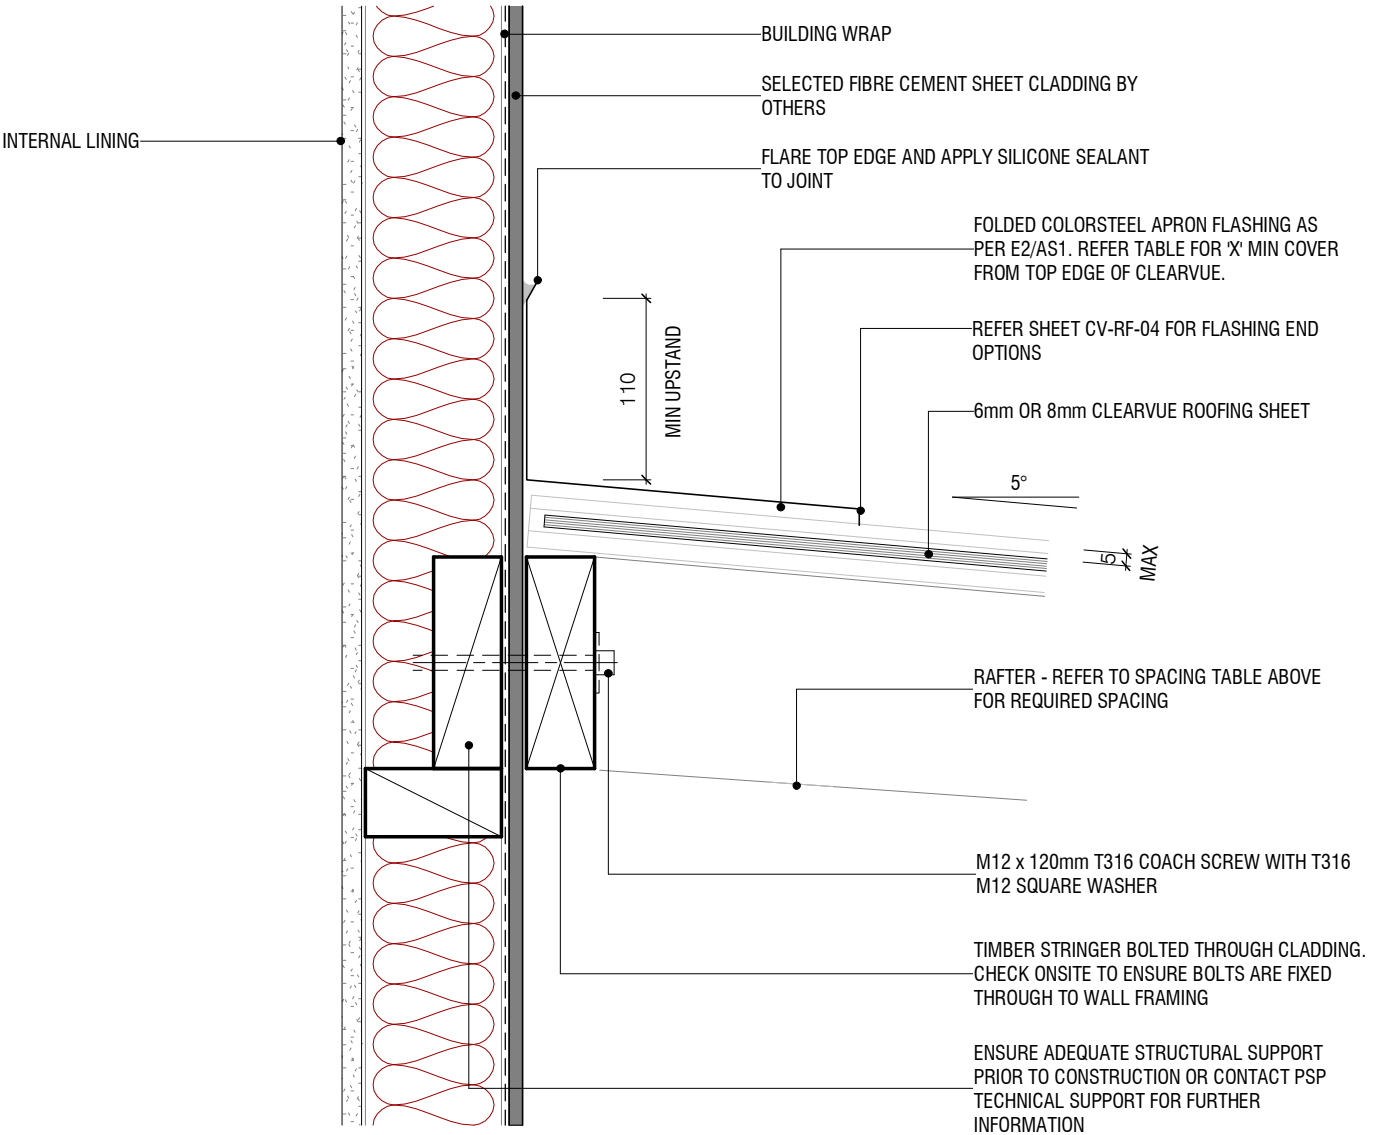 BUILDING WRAP
SELECTED FIBRE CEMENT SHEET CLADDING BY
OTHERS
INTERNAL LINING
FLARE TOP EDGE AND APPLY SILICONE SEALANT
TO JOINT
FOLDED COLORSTEEL APRON FLASHING AS
PER E2/AS1. REFER TABLE FOR 'X' MIN COVER
FROM TOP EDGE OF CLEARVUE.
REFER SHEET CV-RF-04 FOR FLASHING END
OPTIONS
110
MIN UPSTAND
6mm OR 8mm CLEARVUE ROOFING SHEET
5°
5
MAX
RAFTER - REFER TO SPACING TABLE ABOVE
FOR REQUIRED SPACING
M12 x 120mm T316 COACH SCREW WITH T316
M12 SQUARE WASHER
TIMBER STRINGER BOLTED THROUGH CLADDING.
CHECK ONSITE TO ENSURE BOLTS ARE FIXED
THROUGH TO WALL FRAMING
ENSURE ADEQUATE STRUCTURAL SUPPORT
PRIOR TO CONSTRUCTION OR CONTACT PSP
TECHNICAL SUPPORT FOR FURTHER
INFORMATION